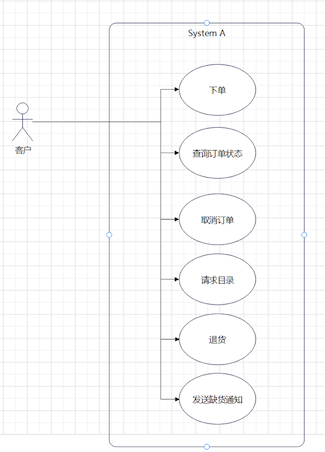 System A
下单
客户
查询订单状态
取消订单
请求目录
退货
发送缺货通知